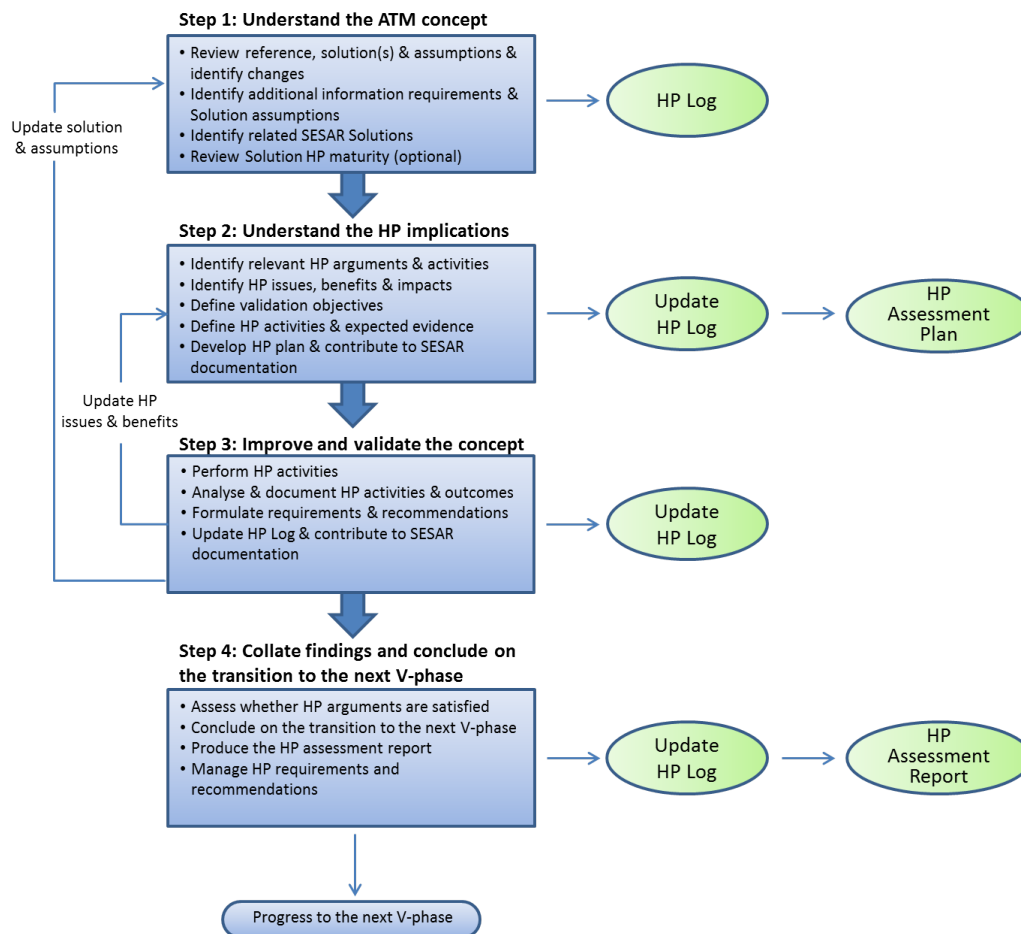 Step 1: Understand the ATM concept
• Review reference, solution(s) & assumptions &
identify changes
• Identify additional information requirements &
Solution assumptions
• Identify related SESAR Solutions
• Review Solution HP maturity (optional)
HP Log
Update solution
& assumptions
Step 2: Understand the HP implications
• Identify relevant HP arguments & activities
• Identify HP issues, benefits & impacts
• Define validation objectives
• Define HP activities & expected evidence
• Develop HP plan & contribute to SESAR
documentation
Update
HP Log
HP
Assessment
Plan
Update HP
issues & benefits
Step 3: Improve and validate the concept
• Perform HP activities
• Analyse & document HP activities & outcomes
• Formulate requirements & recommendations
• Update HP Log & contribute to SESAR
documentation
Update
HP Log
Step 4: Collate findings and conclude on
the transition to the next V-phase
• Assess whether HP arguments are satisfied
• Conclude on the transition to the next V-phase
• Produce the HP assessment report
• Manage HP requirements and
recommendations
Update
HP Log
HP
Assessment
Report
Progress to the next V-phase